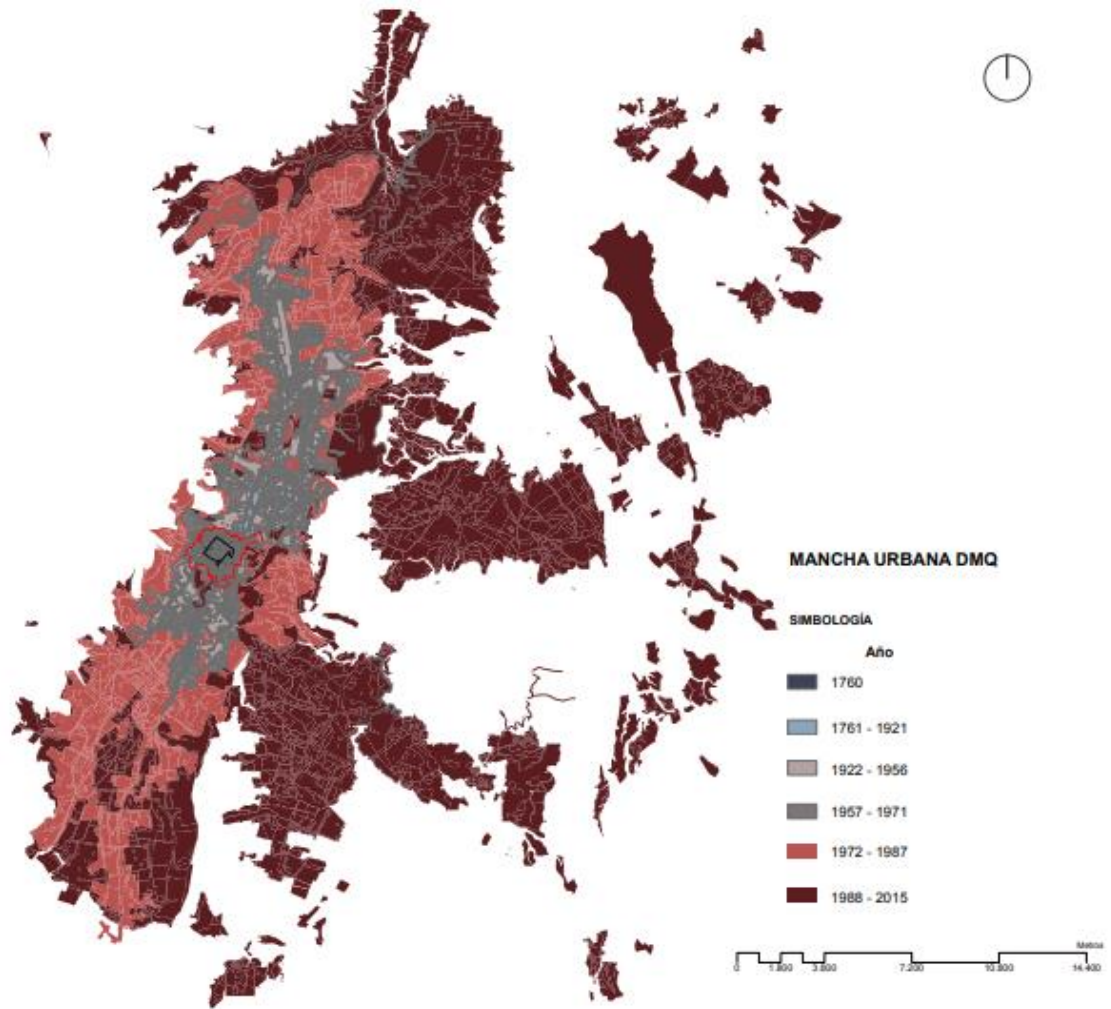 MANCHA URBANA DMQ
SIMBOLOGÍA
Año
1760
1761 - 1921
1922 - 1956
1957 - 1971
1972 - 1987
1988 - 2015
Metros
0 1.800 3.600 7.200 10.800 14.400